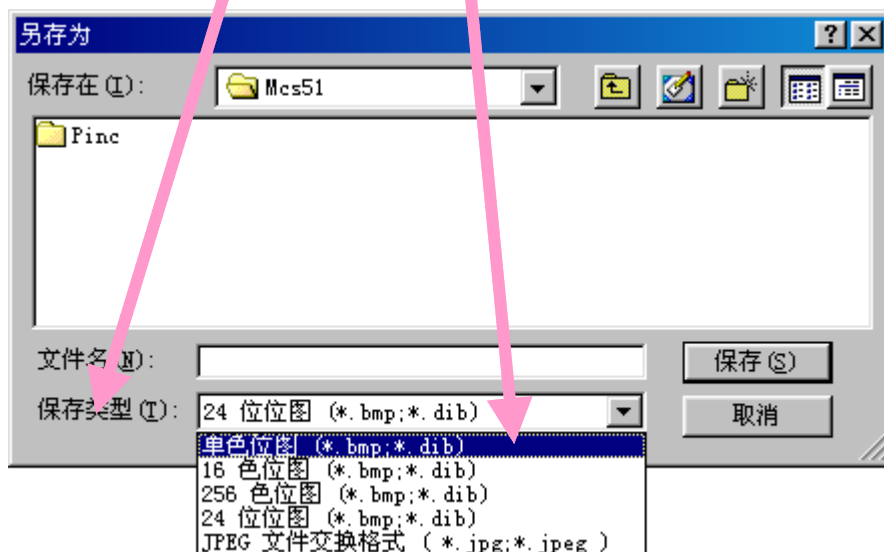 另存为
保存在(I):
Mcs51
Pinc
文件名(N):
保存(S)
保存类型(T):
24 位位图 (*.bmp;*.dib)
取消
单色位图 (*.bmp;*.dib)
16 色位图 (*.bmp;*.dib)
256 色位图 (*.bmp;*.dib)
24 位位图 (*.bmp;*.dib)
JPEG 文件交换格式 ( *.jpg;*.jpeg )